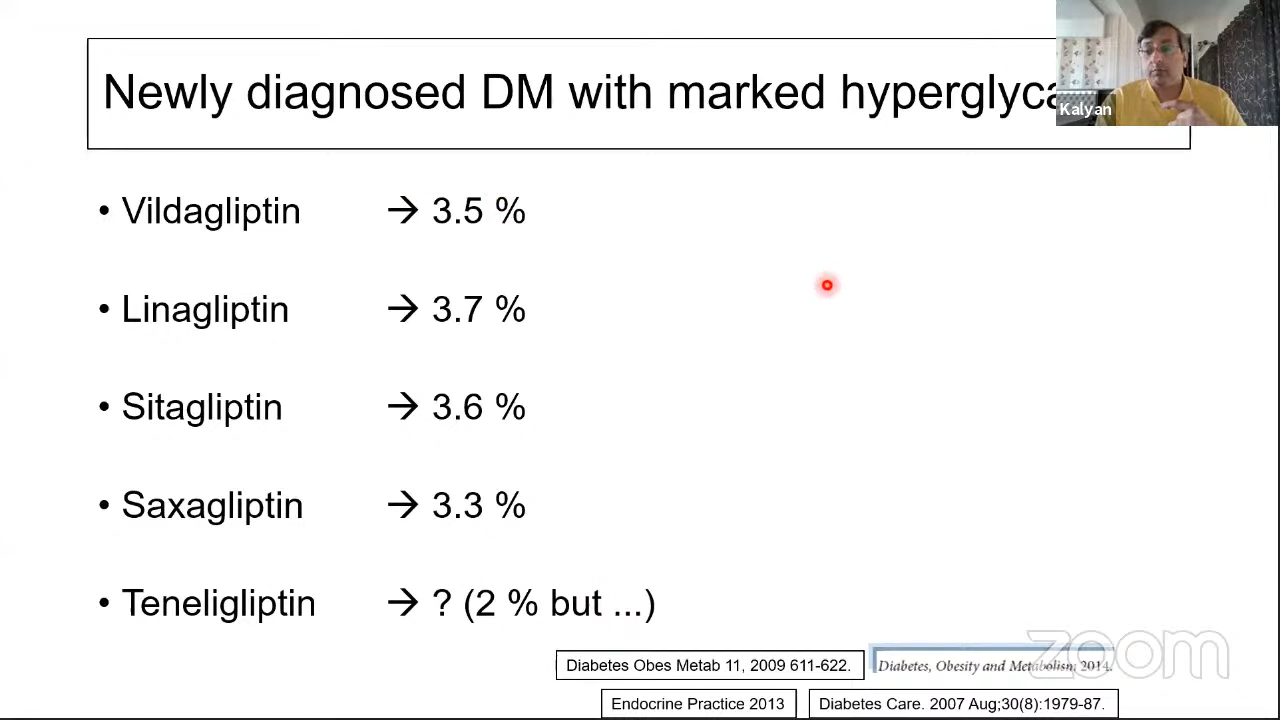 Newly diagnosed DM with marked hyperglyca
Kalyan
• Vildagliptin → 3.5 %
• Linagliptin → 3.7 %
• Sitagliptin → 3.6 %
• Saxagliptin → 3.3 %
• Teneligliptin → ? (2 % but ...)
zoom
Diabetes Obes Metab 11, 2009 611-622.
Diabetes, Obesity and Metabolism 2014.
Endocrine Practice 2013
Diabetes Care. 2007 Aug;30(8):1979-87.